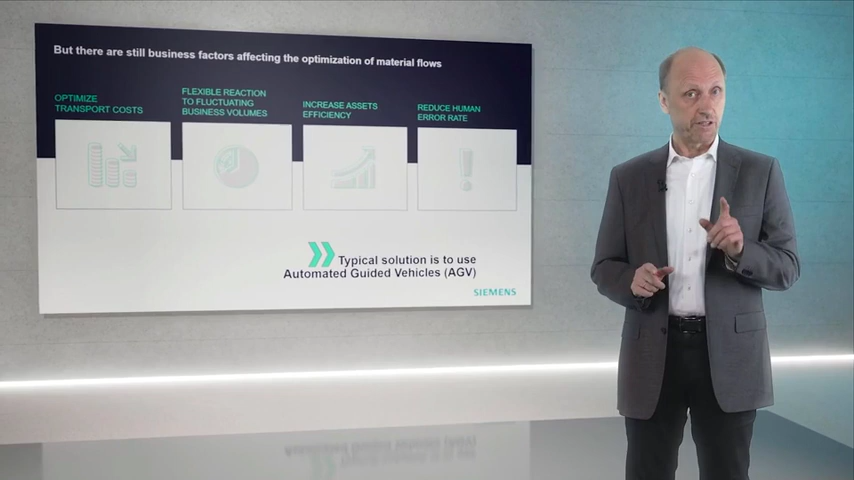 But there are still business factors affecting the optimization of material flows
OPTIMIZE
TRANSPORT COSTS
FLEXIBLE REACTION
TO FLUCTUATING
BUSINESS VOLUMES
INCREASE ASSETS
EFFICIENCY
REDUCE HUMAN
ERROR RATE
Typical solution is to use
Automated Guided Vehicles (AGV)
SIEMENS